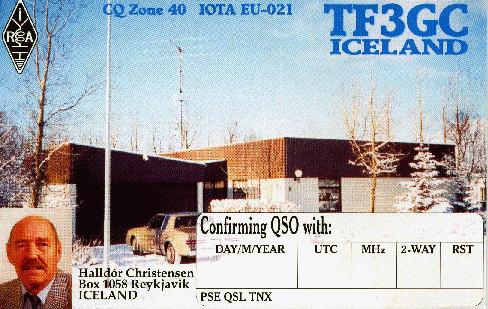 CQ Zone 40 IOTA EU-021
TF3GC
ICELAND
IRA
Confirming QSO with:
DAY/M/YEAR UTC MHz 2-WAY RST
Halldór Christensen
Box 1058 Reykjavik
ICELAND
PSE QSL TNX